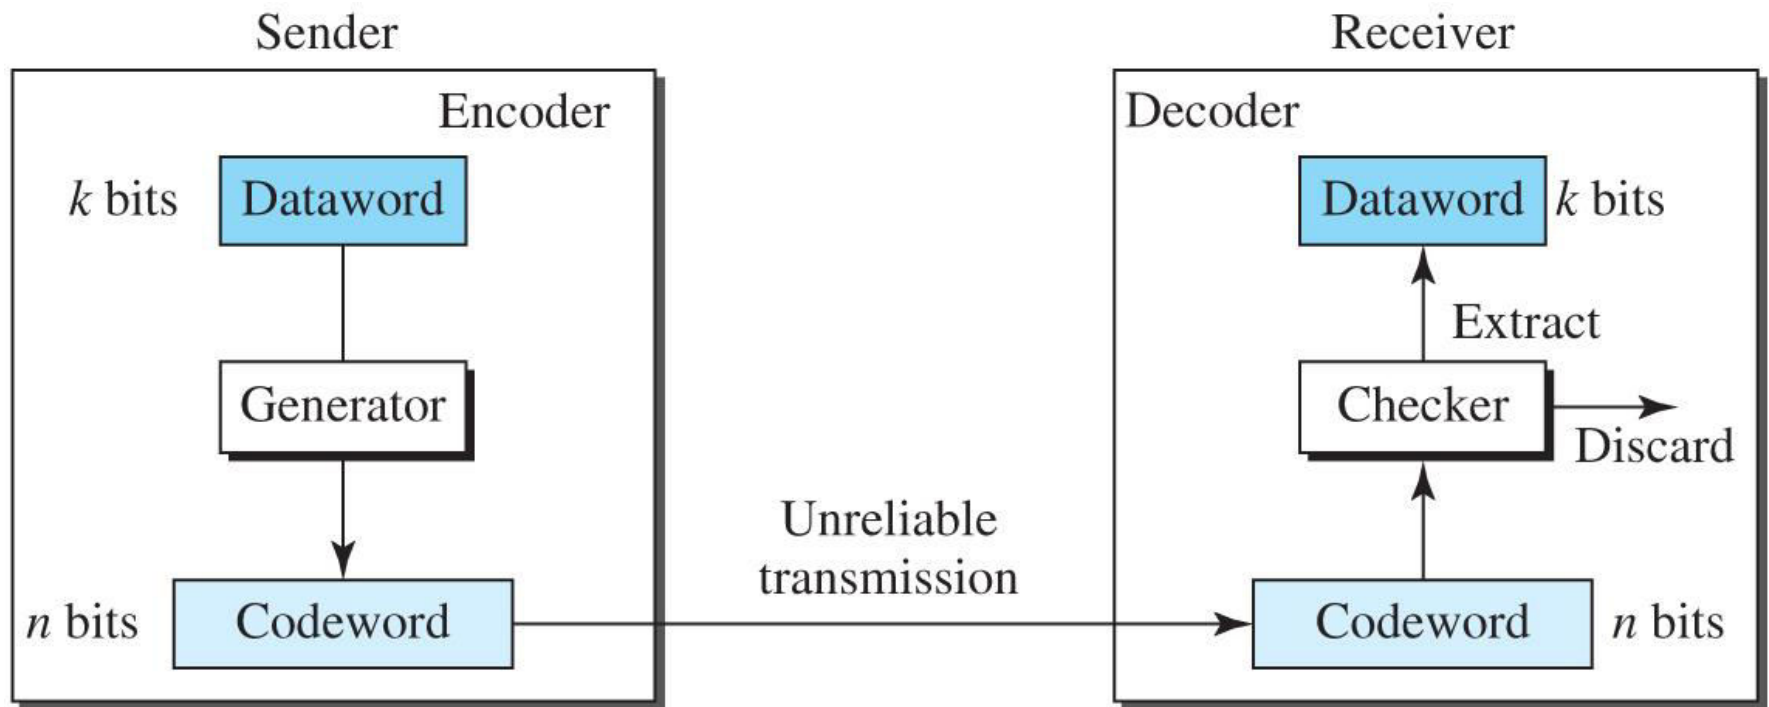 Sender
Encoder
k bits
Dataword
Generator
n bits
Codeword
Unreliable
transmission
Receiver
Decoder
Dataword
k bits
Extract
Checker
Discard
Codeword
n bits